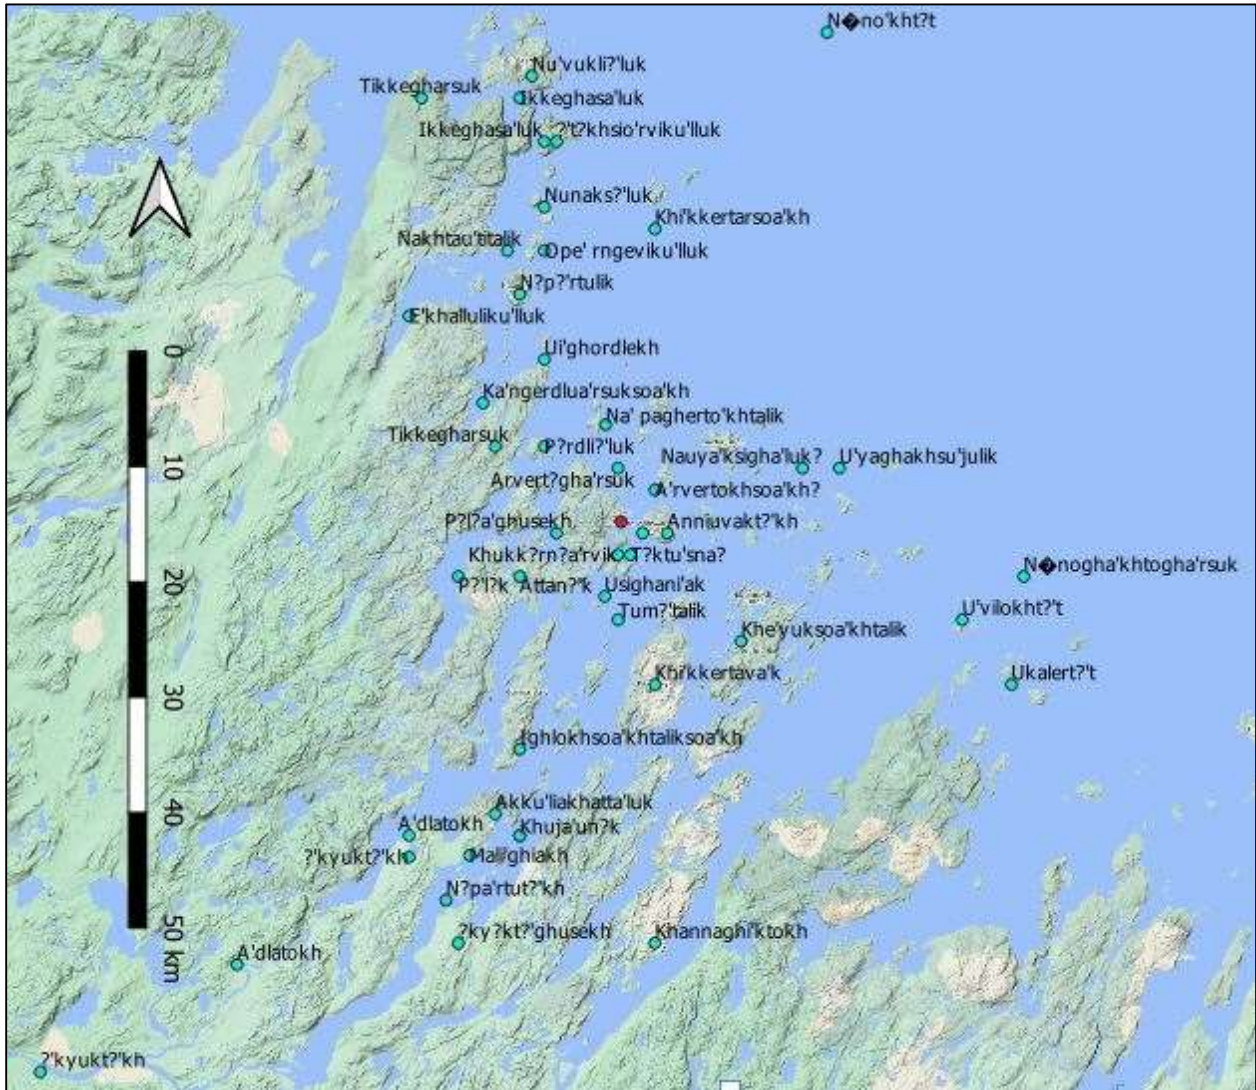 N�no'kht?t
Nu'vukli?'luk
Tikkegharsuk
Ikkeghasa'luk
Ikkeghasa'luk
?'t?khsio'rviku'lluk
Nunaks?'luk
Khi'kkertarsoa'kh
Nakhtau'titalik
Ope' rngeviku'lluk
N?p?'rtulik
E'khalluliku'lluk
Ui'ghordlekh
0
Ka'ngerdlua'rsuksoa'kh
Na' pagherto'khtalik
Tikkegharsuk
P?rdli?'luk
Nauya'ksigha'luk?
U'yaghakhsu'julik
10
Arvert?gha'rsuk
A'rvertokhsoa'kh?
P?l?a'ghusekh
Anniuvakt?'kh
Khukk?rn?a'rvik
T?ktu'sna?
N�nogha'khtogha'rsuk
20
P?'l?k
Attan?'k
Usighani'ak
Tum?'talik
U'vilokht?'t
Khe'yuksoa'khtalik
Khi'kkertava'k
Ukalert?'t
30
Ighlokhsoa'khtaliksoa'kh
Akku'liakhatta'luk
40
A'dlatokh
Khuja'un?k
?'kyukt?'kh
Mali'ghiakh
N?pa'rtut?'kh
50 km
?ky?kt?'ghusekh
Khannaghi'ktokh
A'dlatokh
?'kyukt?'kh